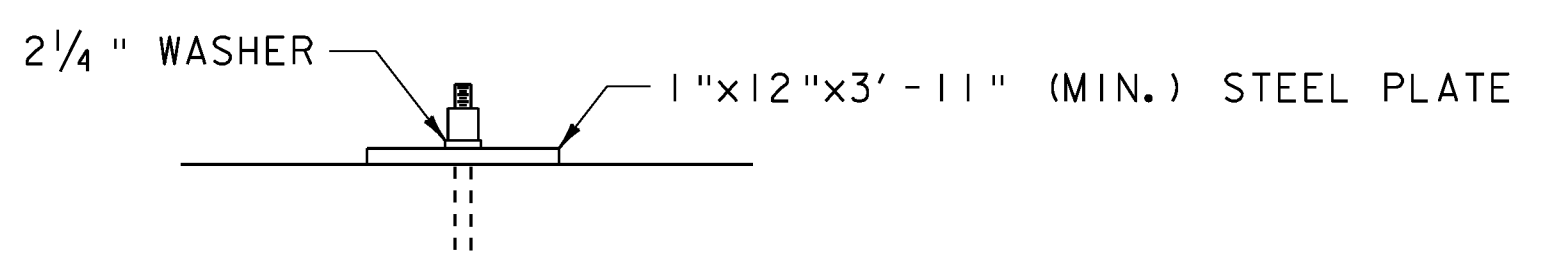 2 1/4 " WASHER
1"x12"x3'-11" (MIN.) STEEL PLATE